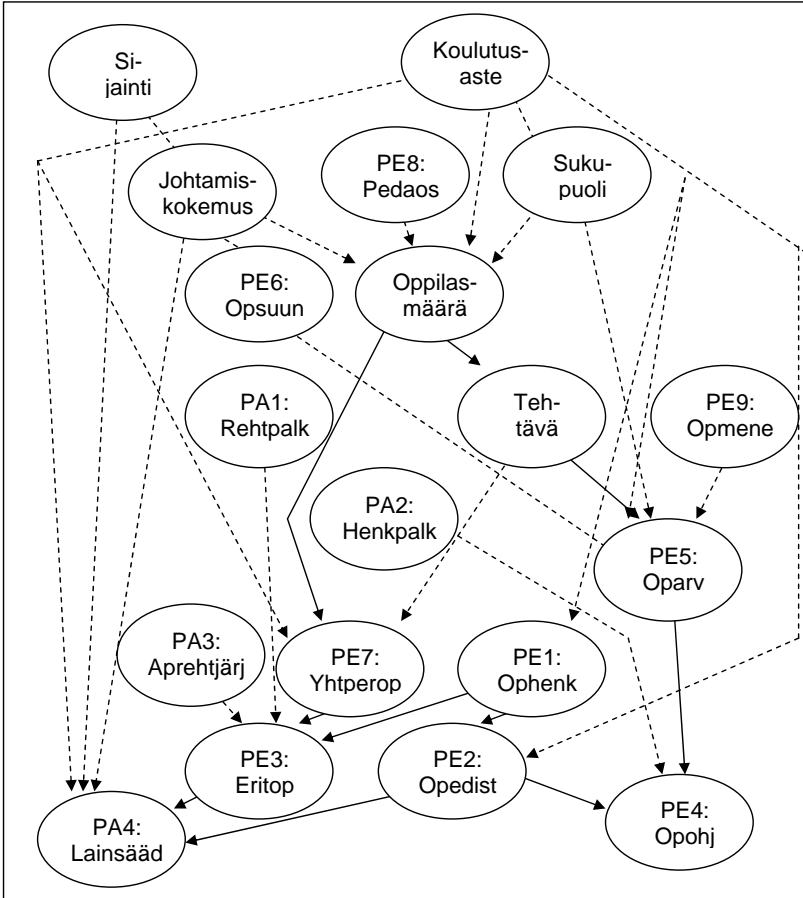 Si-
jainti
Koulutus-
aste
PE8:
Pedaos
Suku-
puoli
Johtamis-
kokemus
PE6:
Opsuun
Oppilas-
määrä
PA1:
Rehtpalk
Teh-
tävä
PE9:
Opmene
PA2:
Henkpalk
PE5:
Oparv
PA3:
Aprehtjärj
PE7:
Yhtperop
PE1:
Ophenk
PE3:
Eritop
PE2:
Opedist
PA4:
Lainsääd
PE4:
Opohj